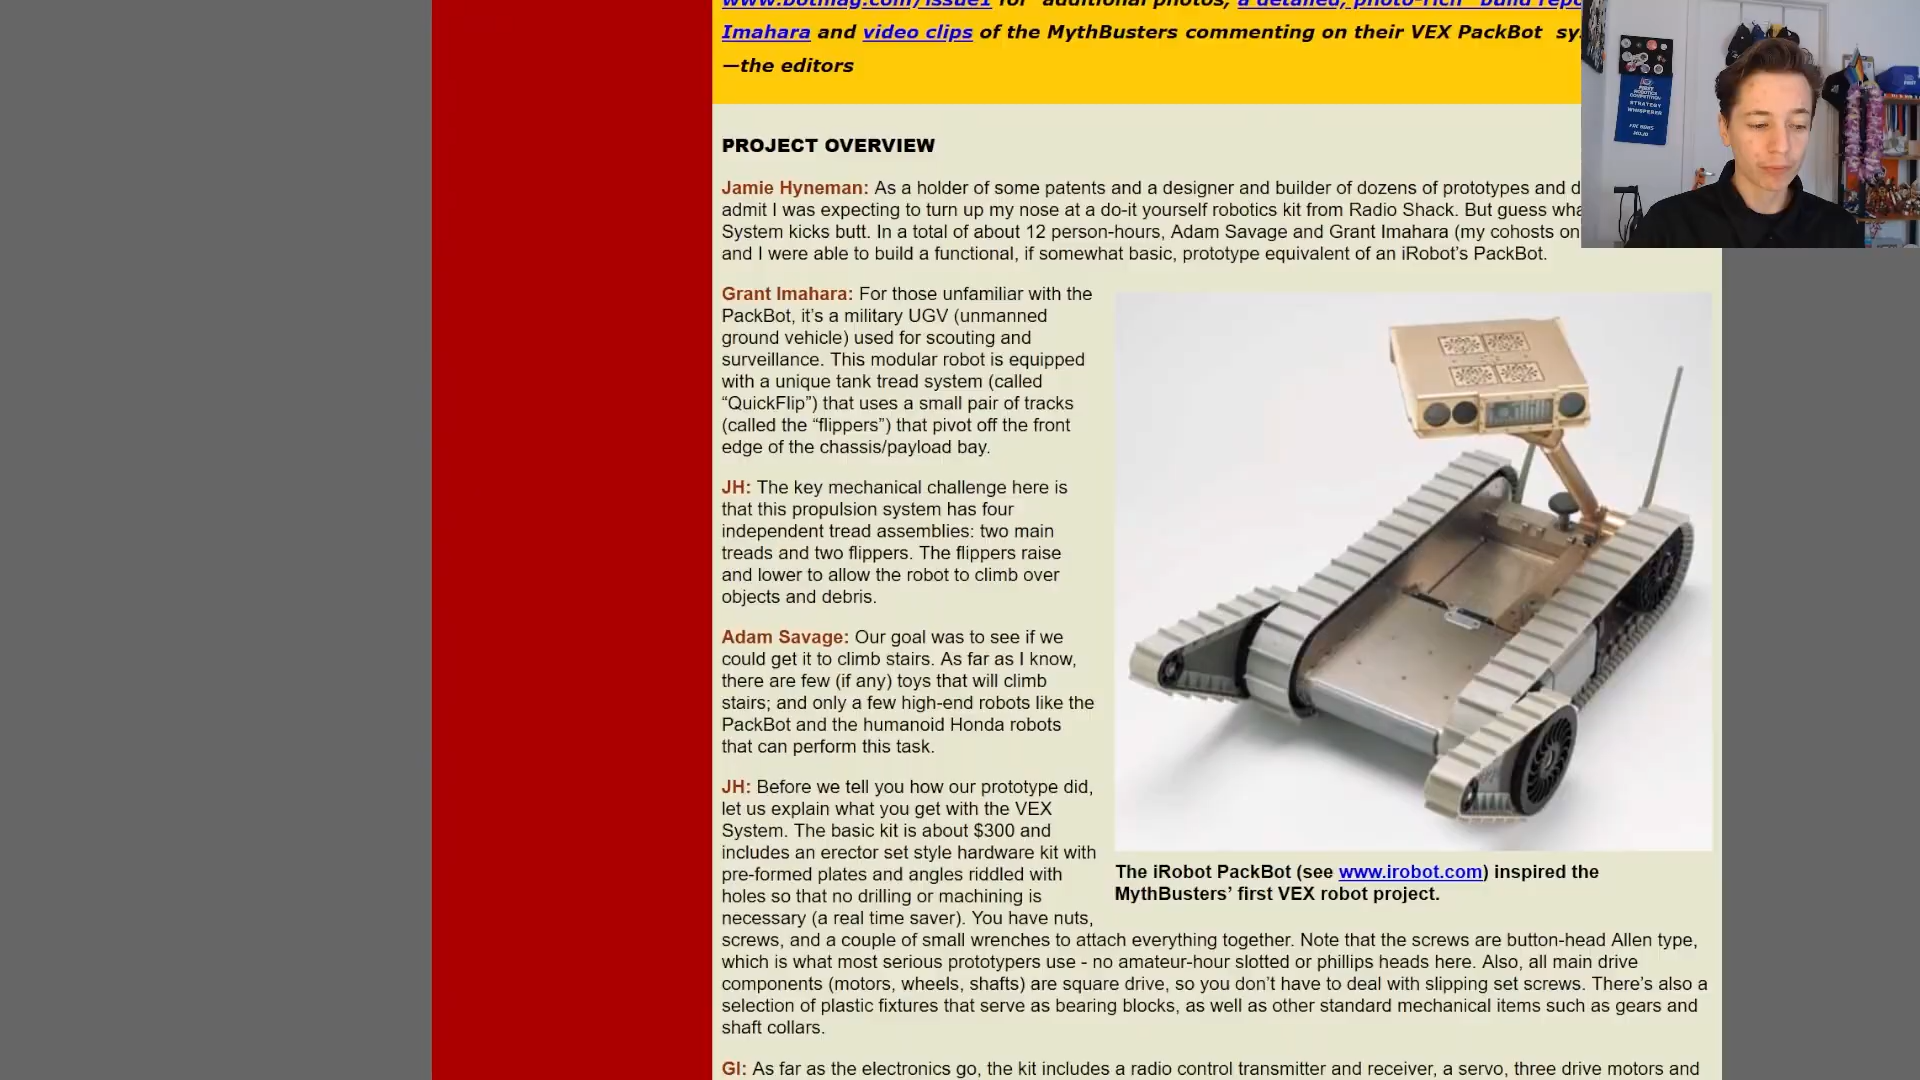 www.botmag.com/issue1 for additional photos, a detailed, photo-rich "build repo
Imahara and video clips of the MythBusters commenting on their VEX PackBot sy
—the editors
PROJECT OVERVIEW
Jamie Hyneman: As a holder of some patents and a designer and builder of dozens of prototypes and d
admit I was expecting to turn up my nose at a do-it yourself robotics kit from Radio Shack. But guess wha
System kicks butt. In a total of about 12 person-hours, Adam Savage and Grant Imahara (my cohosts on
and I were able to build a functional, if somewhat basic, prototype equivalent of an iRobot's PackBot.
Grant Imahara: For those unfamiliar with the
PackBot, it's a military UGV (unmanned
ground vehicle) used for scouting and
surveillance. This modular robot is equipped
with a unique tank tread system (called
“QuickFlip”) that uses a small pair of tracks
(called the “flippers”) that pivot off the front
edge of the chassis/payload bay.
JH: The key mechanical challenge here is
that this propulsion system has four
independent tread assemblies: two main
treads and two flippers. The flippers raise
and lower to allow the robot to climb over
objects and debris.
Adam Savage: Our goal was to see if we
could get it to climb stairs. As far as I know,
there are few (if any) toys that will climb
stairs; and only a few high-end robots like the
PackBot and the humanoid Honda robots
that can perform this task.
JH: Before we tell you how our prototype did,
let us explain what you get with the VEX
System. The basic kit is about $300 and
includes an erector set style hardware kit with
pre-formed plates and angles riddled with
holes so that no drilling or machining is
necessary (a real time saver). You have nuts,
screws, and a couple of small wrenches to attach everything together. Note that the screws are button-head Allen type,
which is what most serious prototypers use - no amateur-hour slotted or phillips heads here. Also, all main drive
components (motors, wheels, shafts) are square drive, so you don't have to deal with slipping set screws. There's also a
selection of plastic fixtures that serve as bearing blocks, as well as other standard mechanical items such as gears and
shaft collars.
GI: As far as the electronics go, the kit includes a radio control transmitter and receiver, a servo, three drive motors and
The iRobot PackBot (see www.irobot.com) inspired the
MythBusters' first VEX robot project.
STRATEGY
WHISPERER